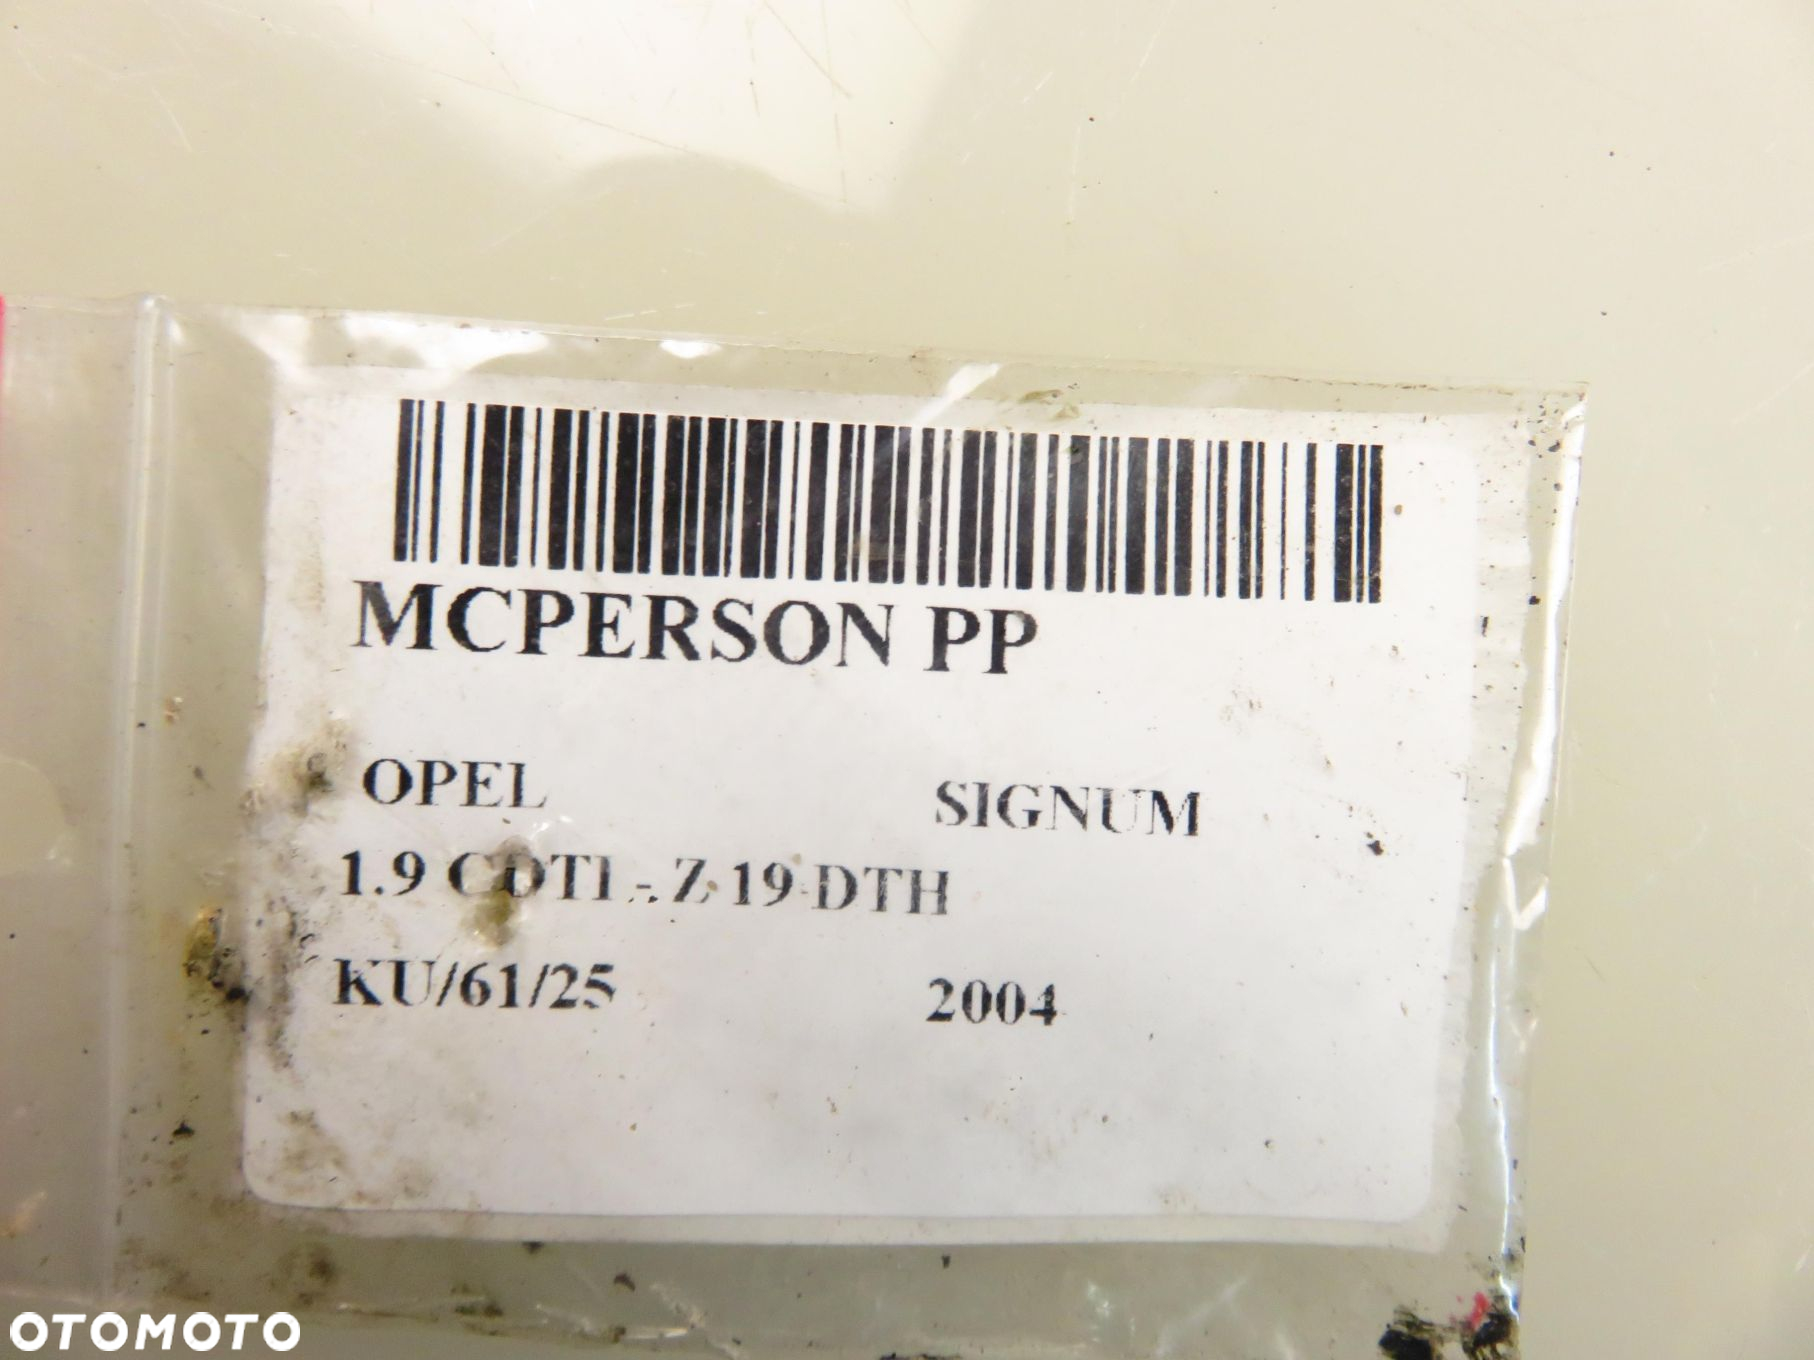 MCPERSON PP
OPEL SIGNUM
1.9 CDTI - Z 19 DTH
KU/61/25 2004
OTOMOTO